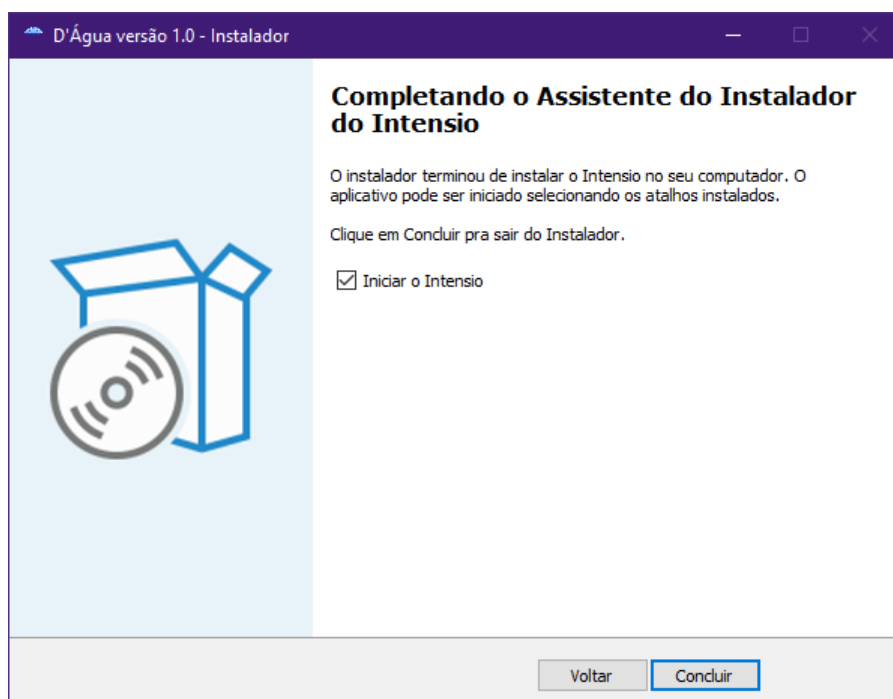 D'Água versão 1.0 - Instalador
Completando o Assistente do Instalador
do Intensio
O instalador terminou de instalar o Intensio no seu computador. O
aplicativo pode ser iniciado selecionando os atalhos instalados.
Clique em Concluir pra sair do Instalador.
Iniciar o Intensio
Voltar
Concluir